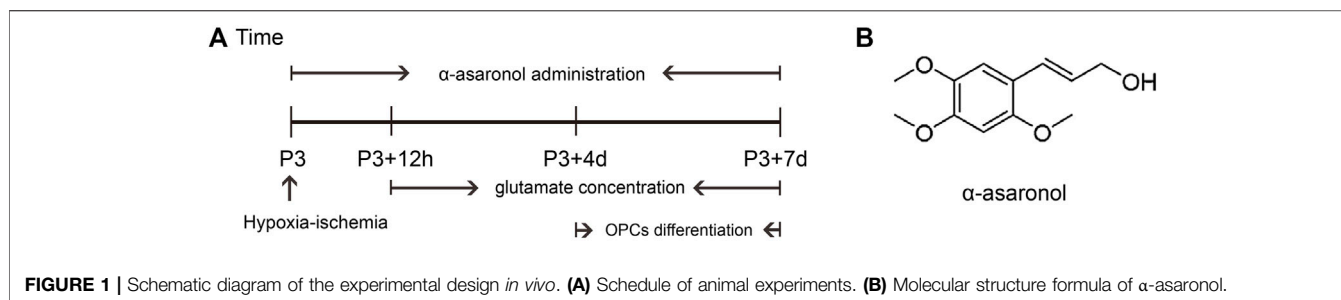 A Time
α-asaronol administration
P3 P3+12h P3+4d P3+7d
glutamate concentration
Hypoxia-ischemia
OPCs differentiation
B
O
O
O
O
OH
α-asaronol
FIGURE 1 | Schematic diagram of the experimental design in vivo. (A) Schedule of animal experiments. (B) Molecular structure formula of α-asaronol.